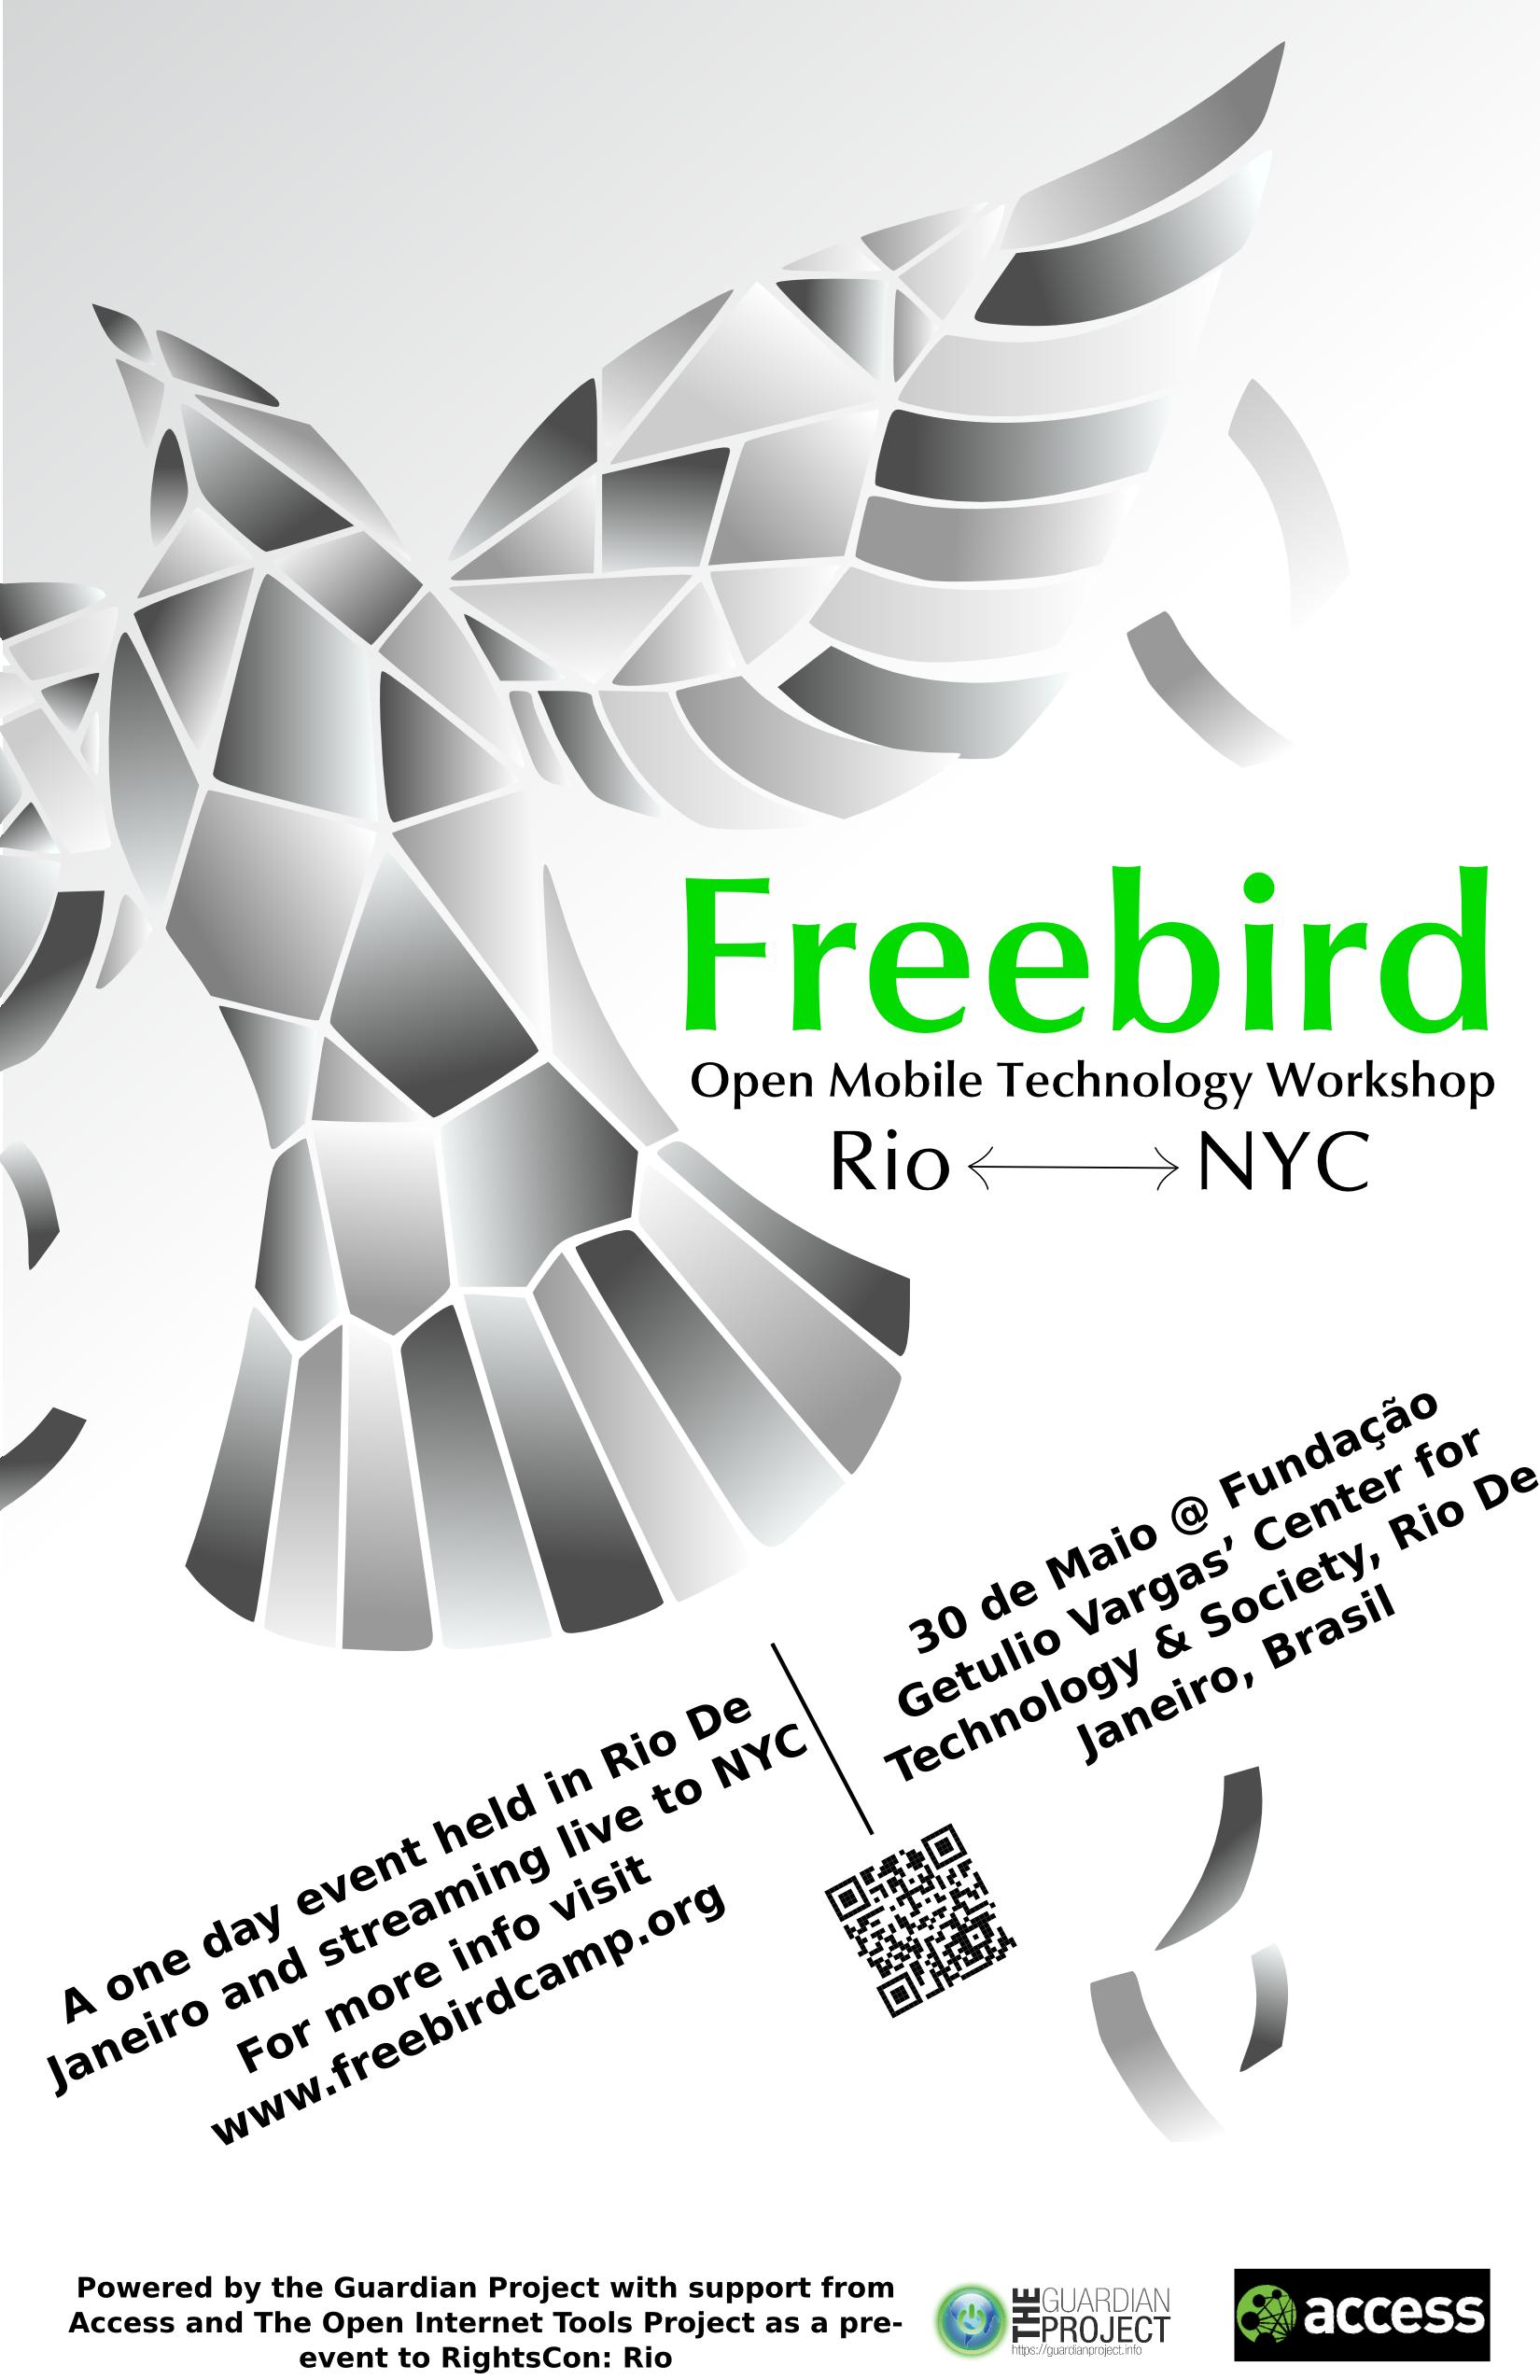 Freebird
Open Mobile Technology Workshop
Rio NYC
30 de Maio @ Fundação
Getulio Vargas’ Center for
Technology & Society, Rio De
Janeiro, Brasil
A one day event held in Rio De
Janeiro and streaming live to NYC
For more info visit
www.freebirdcamp.org
Powered by the Guardian Project with support from
Access and The Open Internet Tools Project as a pre-
event to RightsCon: Rio
THE GUARDIAN
PROJECT
https://guardianproject.info
access